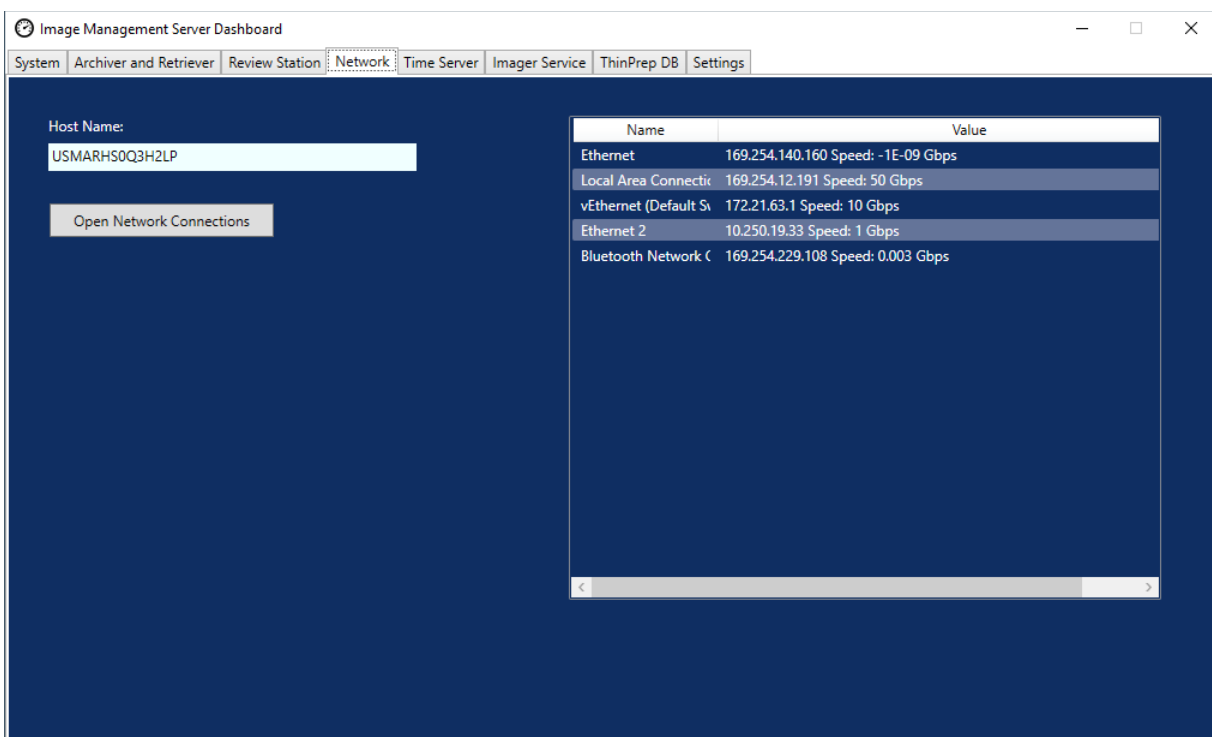 Image Management Server Dashboard
System Archiver and Retriever Review Station Network Time Server Imager Service ThinPrep DB Settings
Host Name:
USMARHS0Q3H2LP
Open Network Connections
Name Value
Ethernet 169.254.140.160 Speed: -1E-09 Gbps
Local Area Connectic 169.254.12.191 Speed: 50 Gbps
vEthernet (Default Sv 172.21.63.1 Speed: 10 Gbps
Ethernet 2 10.250.19.33 Speed: 1 Gbps
Bluetooth Network ( 169.254.229.108 Speed: 0.003 Gbps